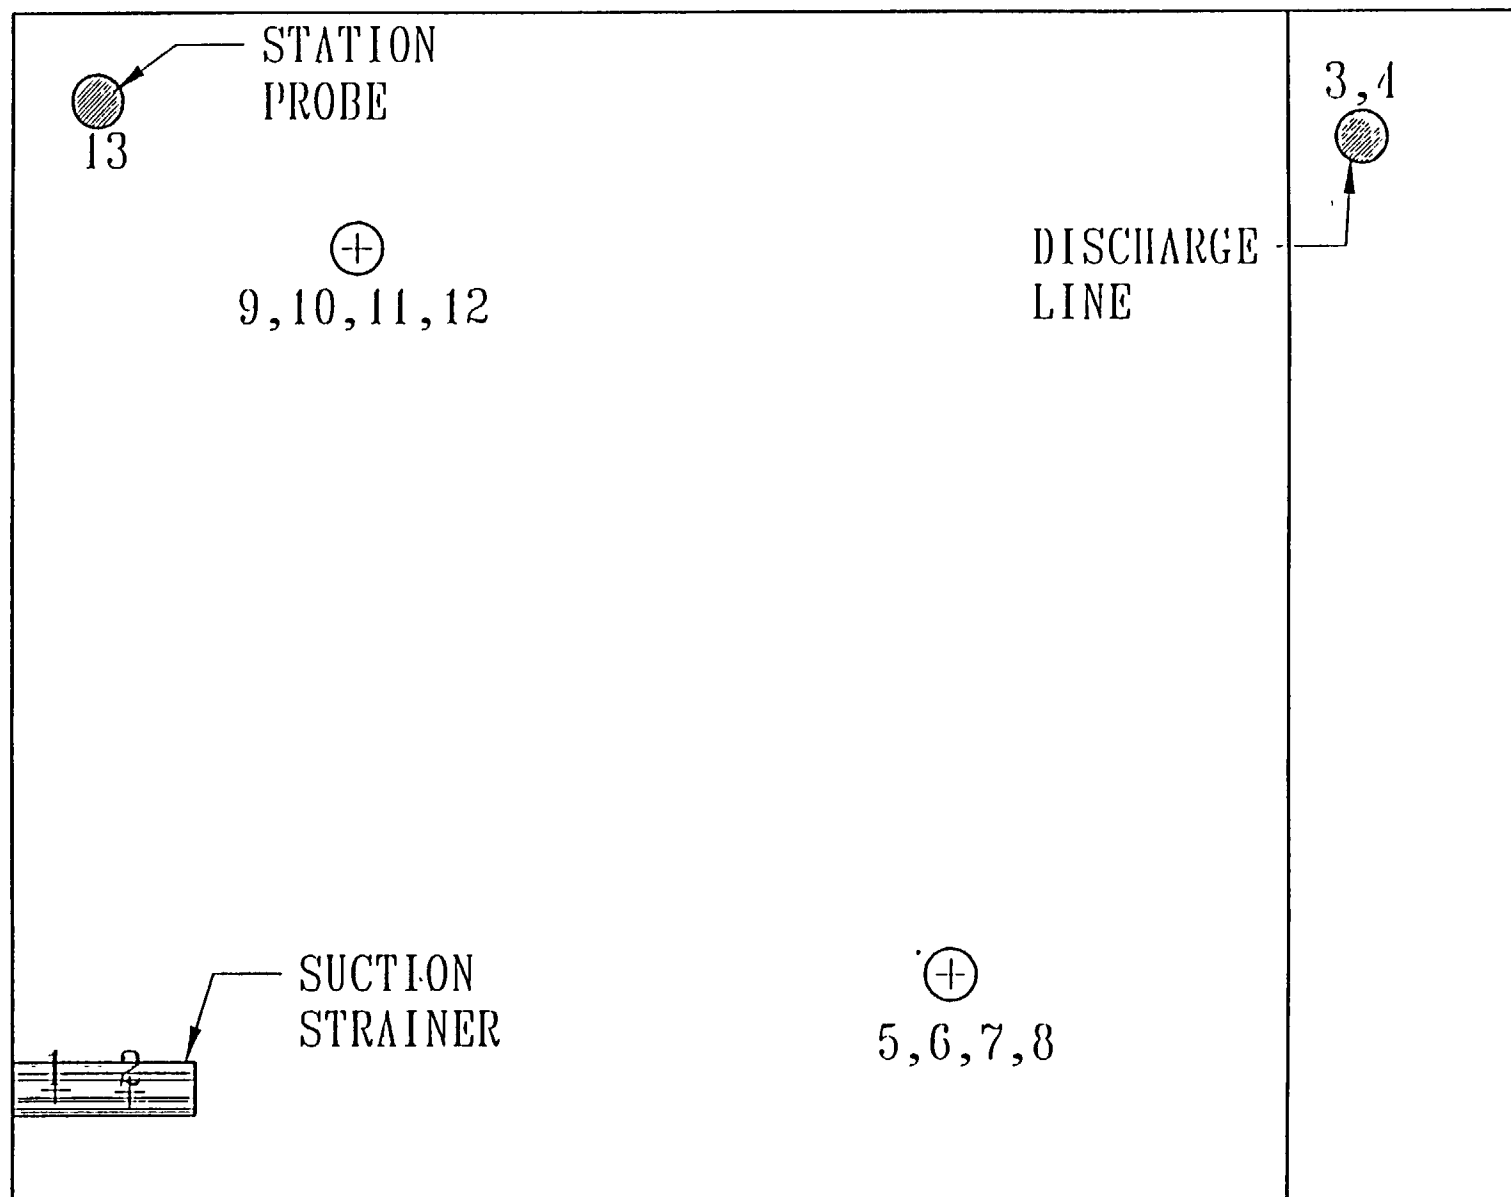 STATION
PROBE
13
3,4
9,10,11,12
DISCHARGE
LINE
SUCTION
STRAINER
1 2
5,6,7,8